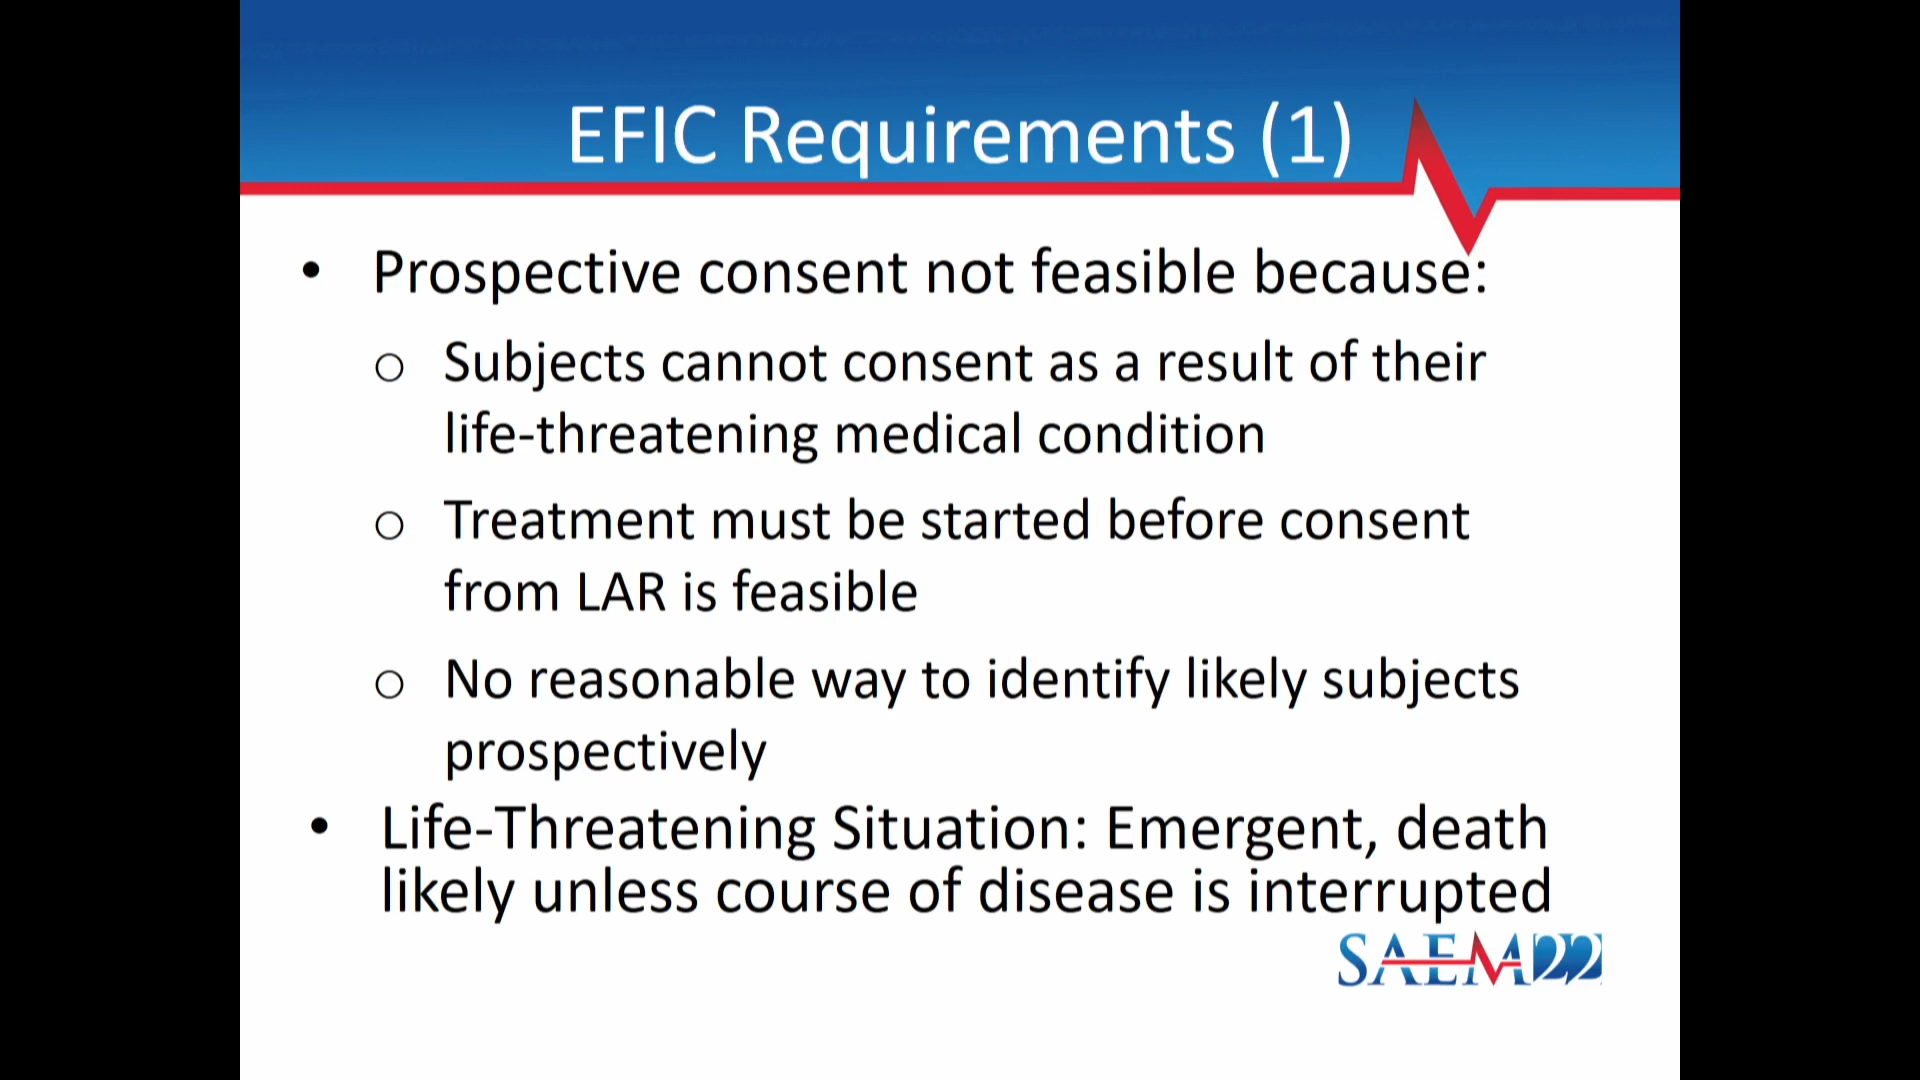 EFIC Requirements (1)
• Prospective consent not feasible because:
o Subjects cannot consent as a result of their
life-threatening medical condition
o Treatment must be started before consent
from LAR is feasible
o No reasonable way to identify likely subjects
prospectively
• Life-Threatening Situation: Emergent, death
likely unless course of disease is interrupted
SAEM22